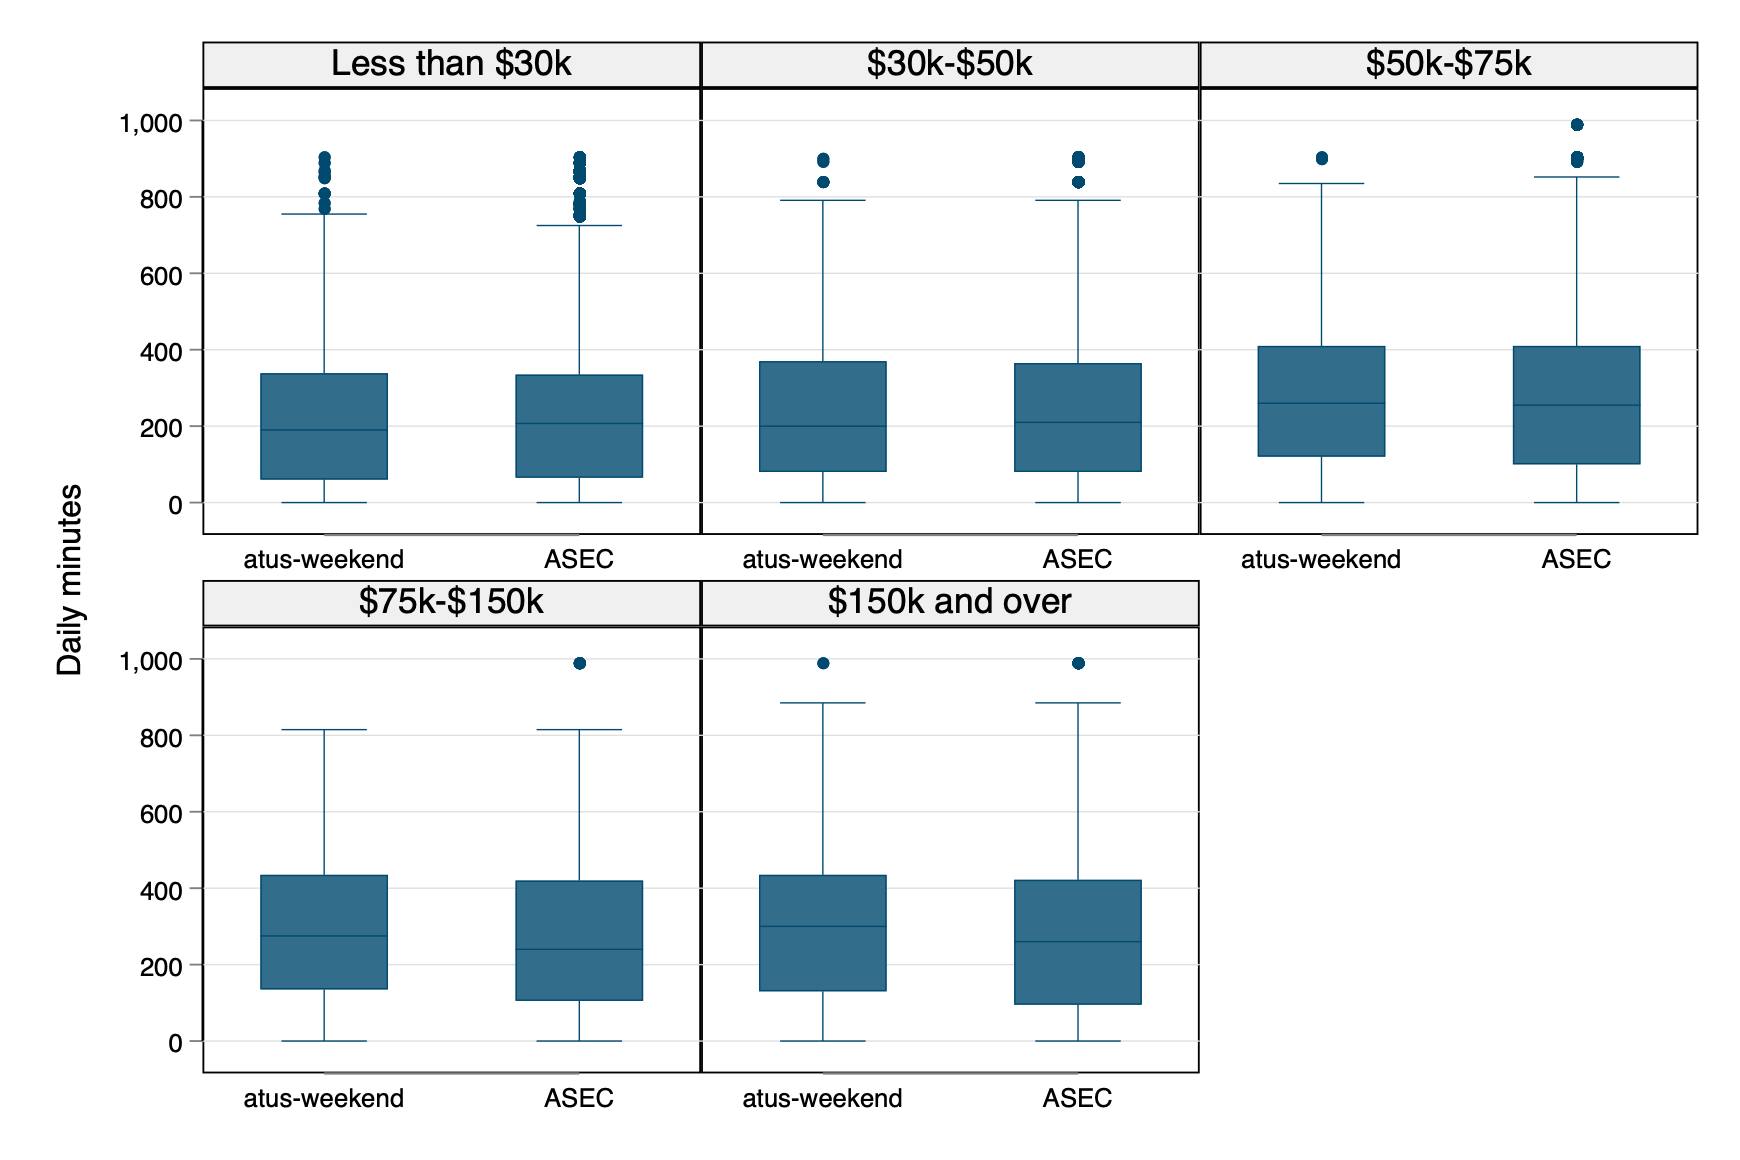 Less than $30k
$30k-$50k
$50k-$75k
1,000
800
600
400
200
0
atus-weekend
ASEC
atus-weekend
ASEC
atus-weekend
ASEC
Daily minutes
$75k-$150k
$150k and over
1,000
800
600
400
200
0
atus-weekend
ASEC
atus-weekend
ASEC